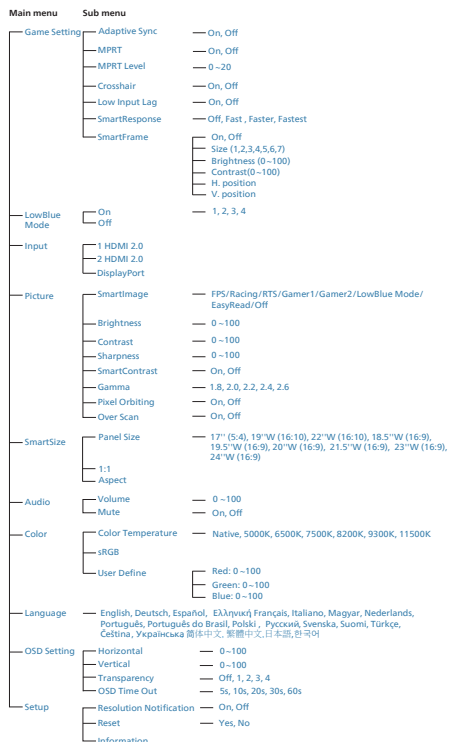 Main menu Sub menu
Game Setting Adaptive Sync On, Off
MPRT On, Off
MPRT Level 0 ~20
Crosshair On, Off
Low Input Lag On, Off
SmartResponse Off, Fast , Faster, Fastest
SmartFrame On, Off
Size (1,2,3,4,5,6,7)
Brightness (0~100)
Contrast(0~100)
H. position
V. position
LowBlue Mode On 1, 2, 3, 4
Off
Input 1 HDMI 2.0
2 HDMI 2.0
DisplayPort
Picture SmartImage FPS/Racing/RTS/Gamer1/Gamer2/LowBlue Mode/
EasyRead/Off
Brightness 0 ~100
Contrast 0 ~100
Sharpness 0 ~100
SmartContrast On, Off
Gamma 1.8, 2.0, 2.2, 2.4, 2.6
Pixel Orbiting On, Off
Over Scan On, Off
SmartSize Panel Size 17'' (5:4), 19''W (16:10), 22''W (16:10), 18.5''W (16:9),
19.5''W (16:9), 20''W (16:9), 21.5''W (16:9), 23''W (16:9),
24''W (16:9)
1:1
Aspect
Audio Volume 0 ~100
Mute On, Off
Color Color Temperature Native, 5000K, 6500K, 7500K, 8200K, 9300K, 11500K
sRGB
User Define Red: 0~100
Green: 0~100
Blue: 0~100
Language English, Deutsch, Español, Ελληνική Français, Italiano, Magyar, Nederlands,
Português, Português do Brasil, Polski , Русский, Svenska, Suomi, Türkçe,
Čeština , Українська 简体中文, 繁體中文,日本語,한국어
OSD Setting Horizontal 0~100
Vertical 0~100
Transparency Off, 1, 2, 3, 4
OSD Time Out 5s, 10s, 20s, 30s, 60s
Setup Resolution Notification On, Off
Reset Yes, No
Information